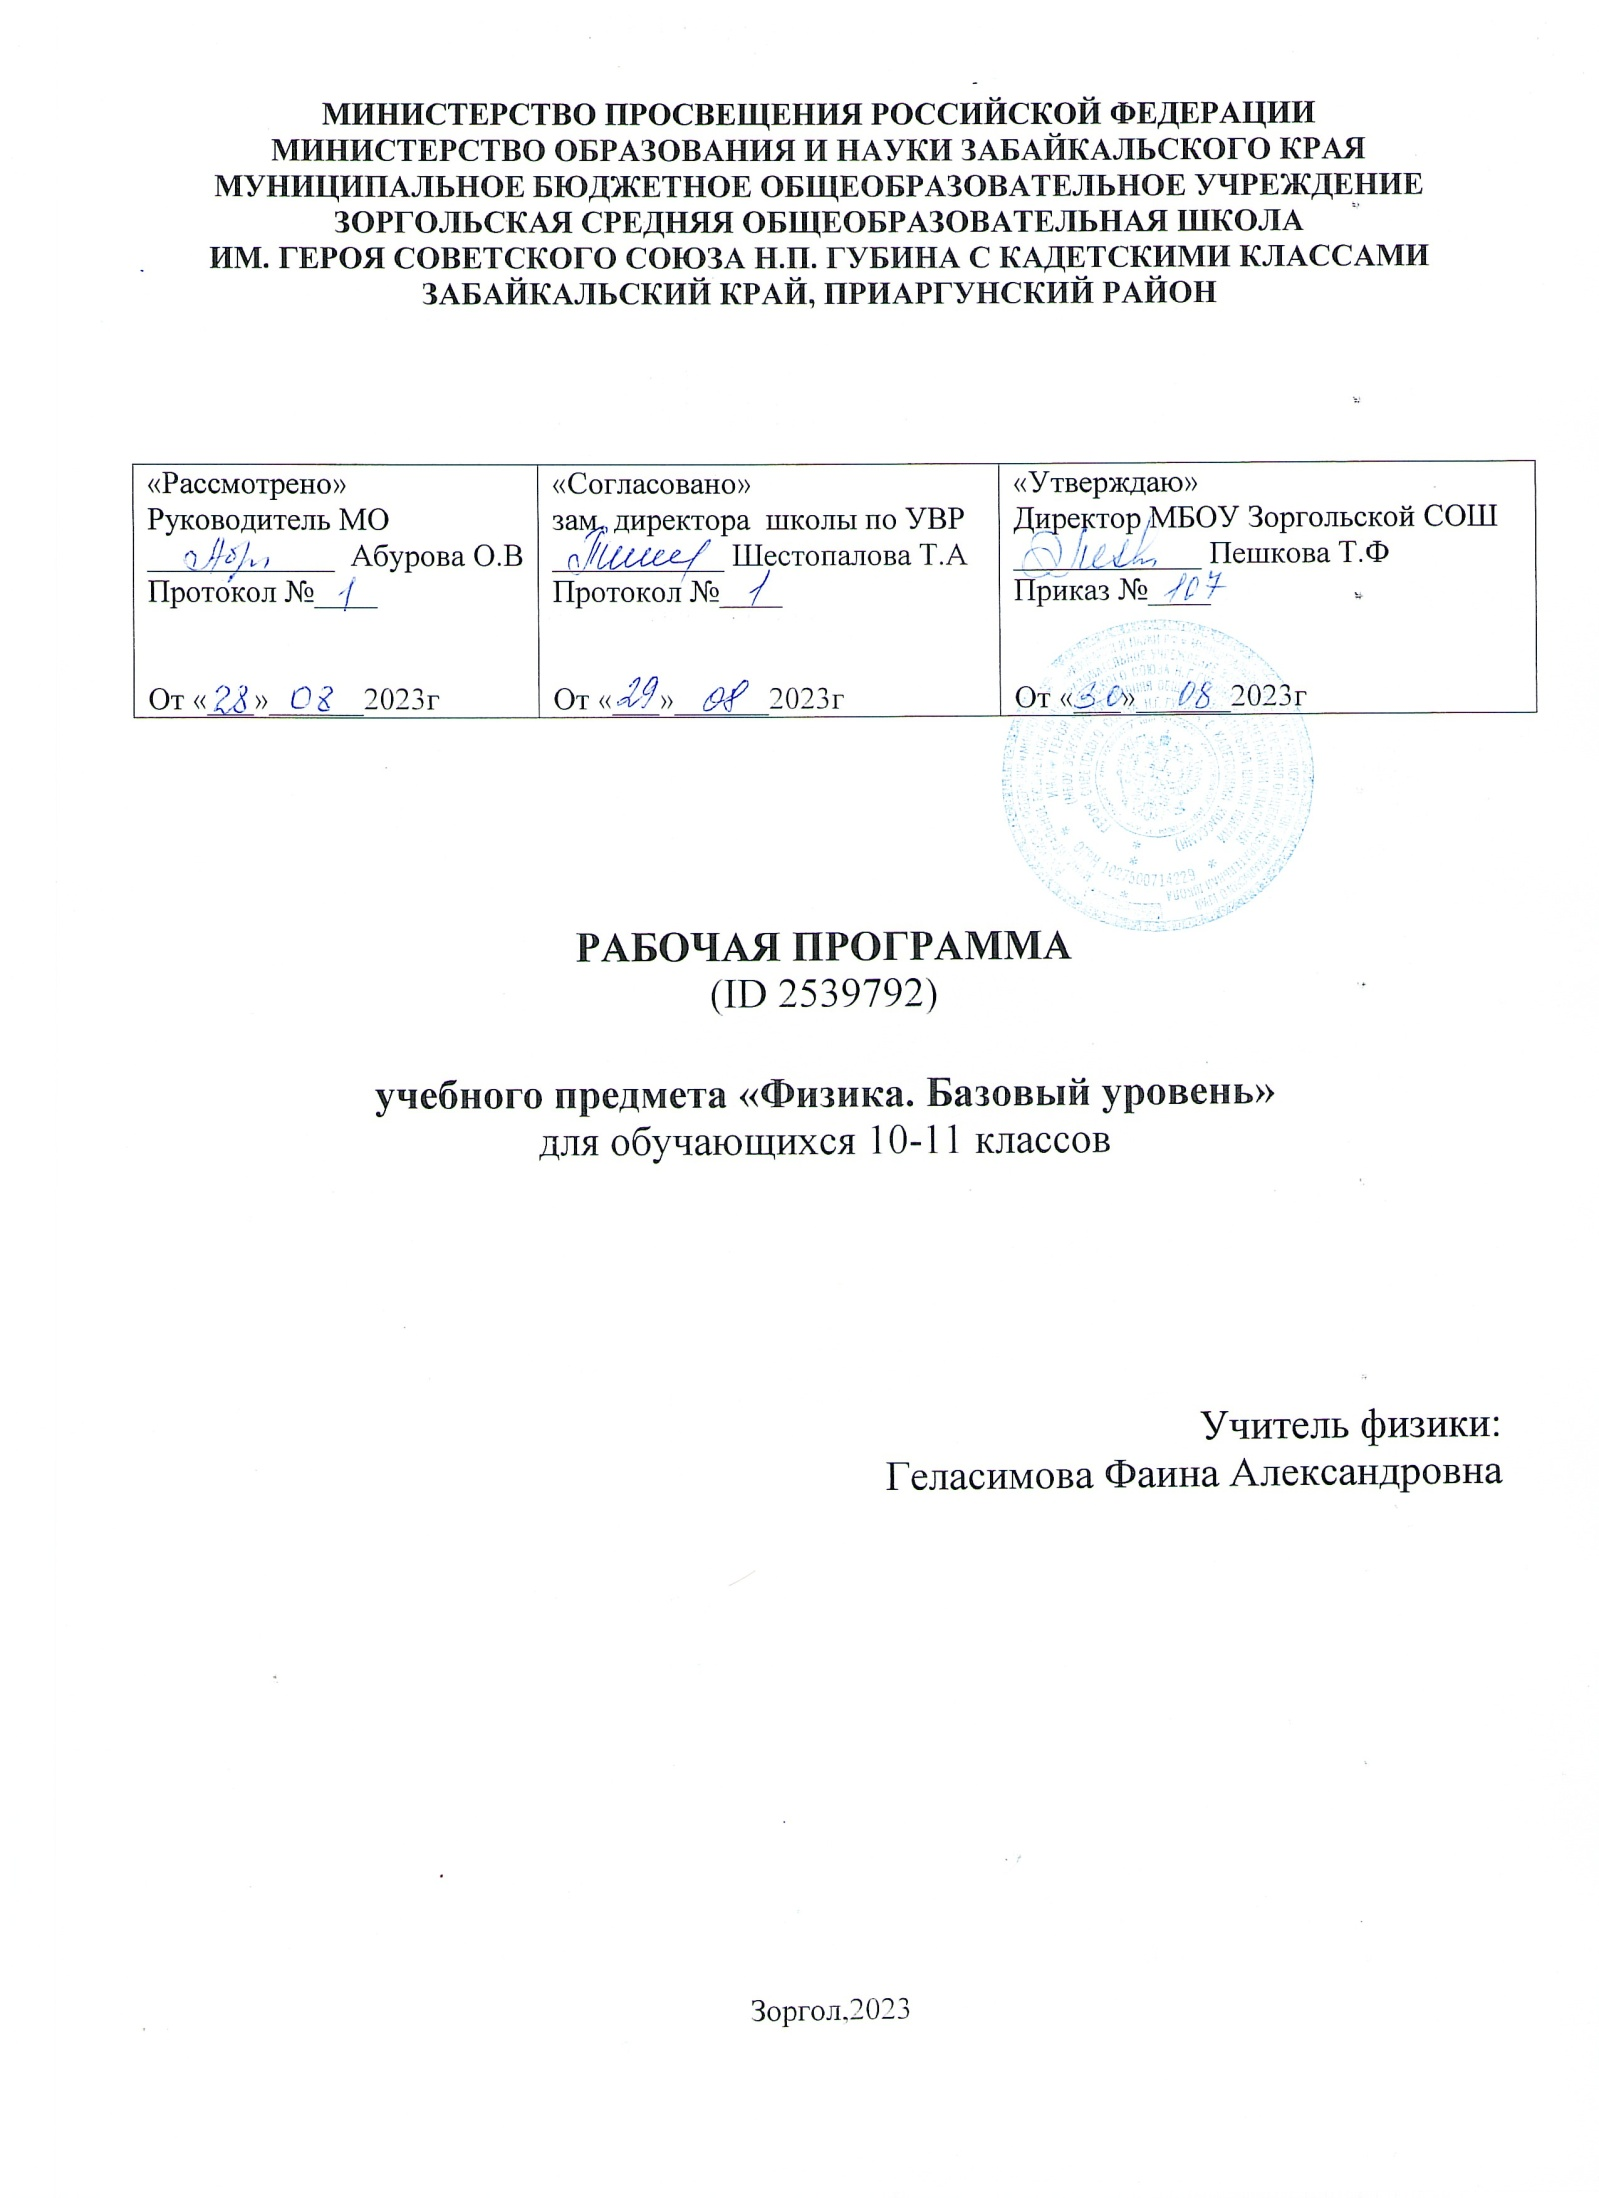 МИНИСТЕРСТВО ПРОСВЕЩЕНИЯ РОССИЙСКОЙ ФЕДЕРАЦИИ
МИНИСТЕРСТВО ОБРАЗОВАНИЯ И НАУКИ ЗАБАЙКАЛЬСКОГО КРАЯ
МУНИЦИПАЛЬНОЕ БЮДЖЕТНОЕ ОБЩЕОБРАЗОВАТЕЛЬНОЕ УЧРЕЖДЕНИЕ
ЗОРГОЛЬСКАЯ СРЕДНЯЯ ОБЩЕОБРАЗОВАТЕЛЬНАЯ ШКОЛА
ИМ. ГЕРОЯ СОВЕТСКОГО СОЮЗА Н.П. ГУБИНА С КАДЕТСКИМИ КЛАССАМИ
ЗАБАЙКАЛЬСКИЙ КРАЙ, ПРИАРГУНСКИЙ РАЙОН
«Рассмотрено»
Руководитель МО
Абурова О.В
Протокол № 1
От «28» 08 2023г
«Согласовано»
зам. директора школы по УВР
Шестопалова Т.А
Протокол № 1
От «29» 08 2023г
«Утверждаю»
Директор МБОУ Зоргольской СОШ
Пешкова Т.Ф
Приказ № 107
От «30» 08 2023г
РАБОЧАЯ ПРОГРАММА
(ID 2539792)
учебного предмета «Физика. Базовый уровень»
для обучающихся 10-11 классов
Учитель физики:
Геласимова Фаина Александровна
Зоргол,2023